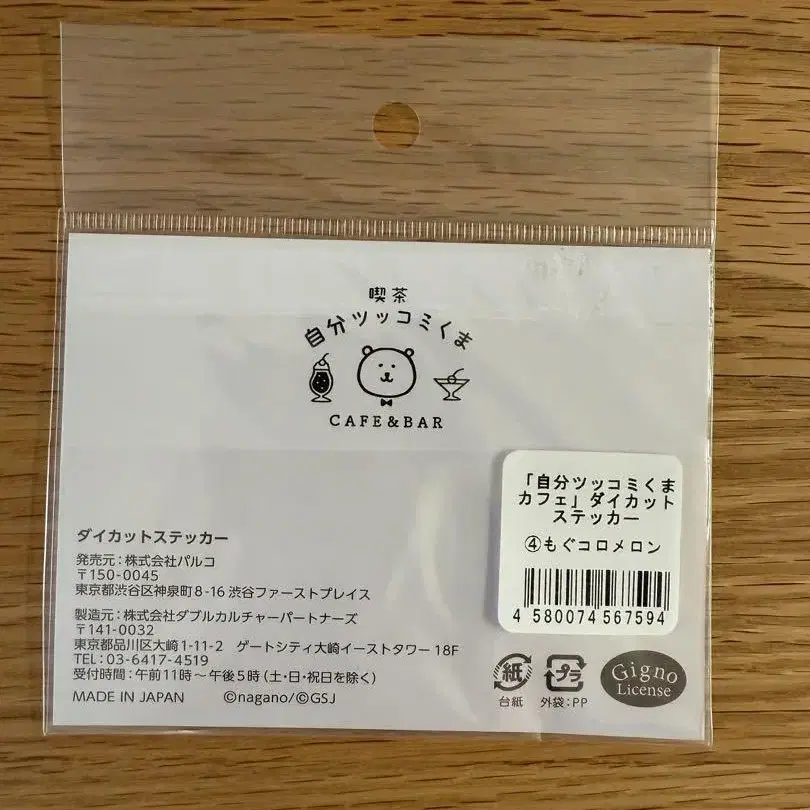 喫茶
自分ツッコミくま
CAFE&BAR
「自分ツッコミくま
カフェ」ダイカット
ステッカー
④もぐコロメロン
4 580074 567594
ダイカットステッカー
発売元：株式会社パルコ
〒150-0045
東京都渋谷区神泉町8-16 渋谷ファーストプレイス
製造元：株式会社ダブルカルチャーパートナーズ
〒141-0032
東京都品川区大崎1-11-2 ゲートシティ大崎イーストタワー 18F
TEL：03-6417-4519
受付時間：午前11時～午後5時（土・日・祝日を除く）
MADE IN JAPAN ©nagano/©GSJ
紙
台紙
プラ
外袋：PP
Gigno
License